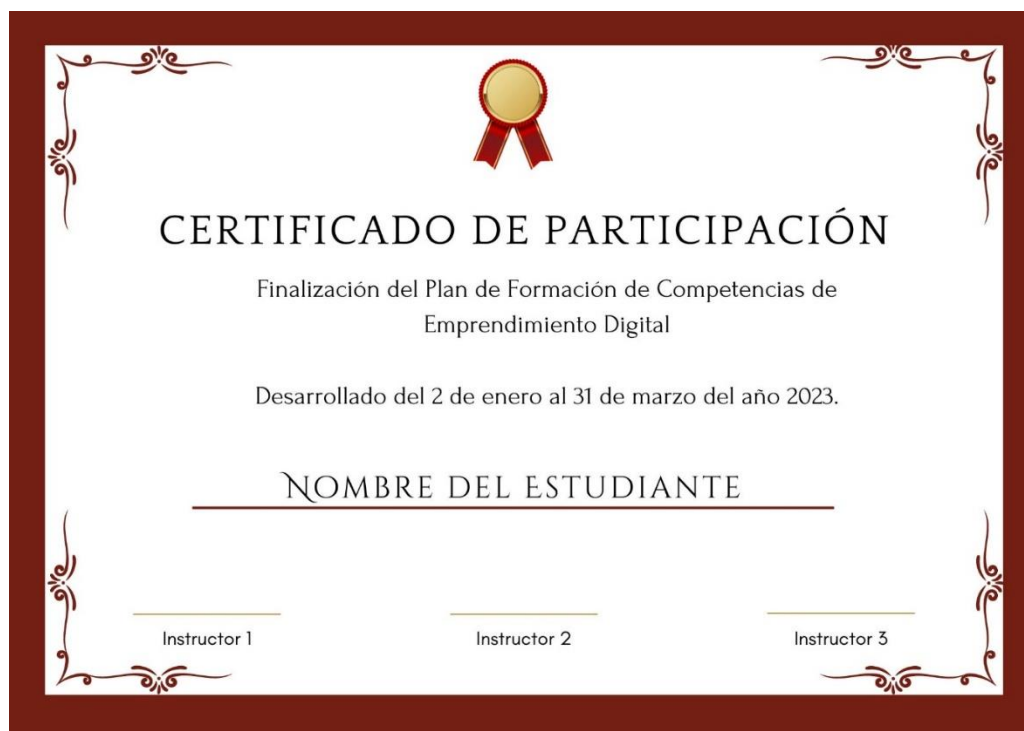 CERTIFICADO DE PARTICIPACIÓN
Finalización del Plan de Formación de Competencias de
Emprendimiento Digital
Desarrollado del 2 de enero al 31 de marzo del año 2023.
NOMBRE DEL ESTUDIANTE
Instructor 1
Instructor 2
Instructor 3